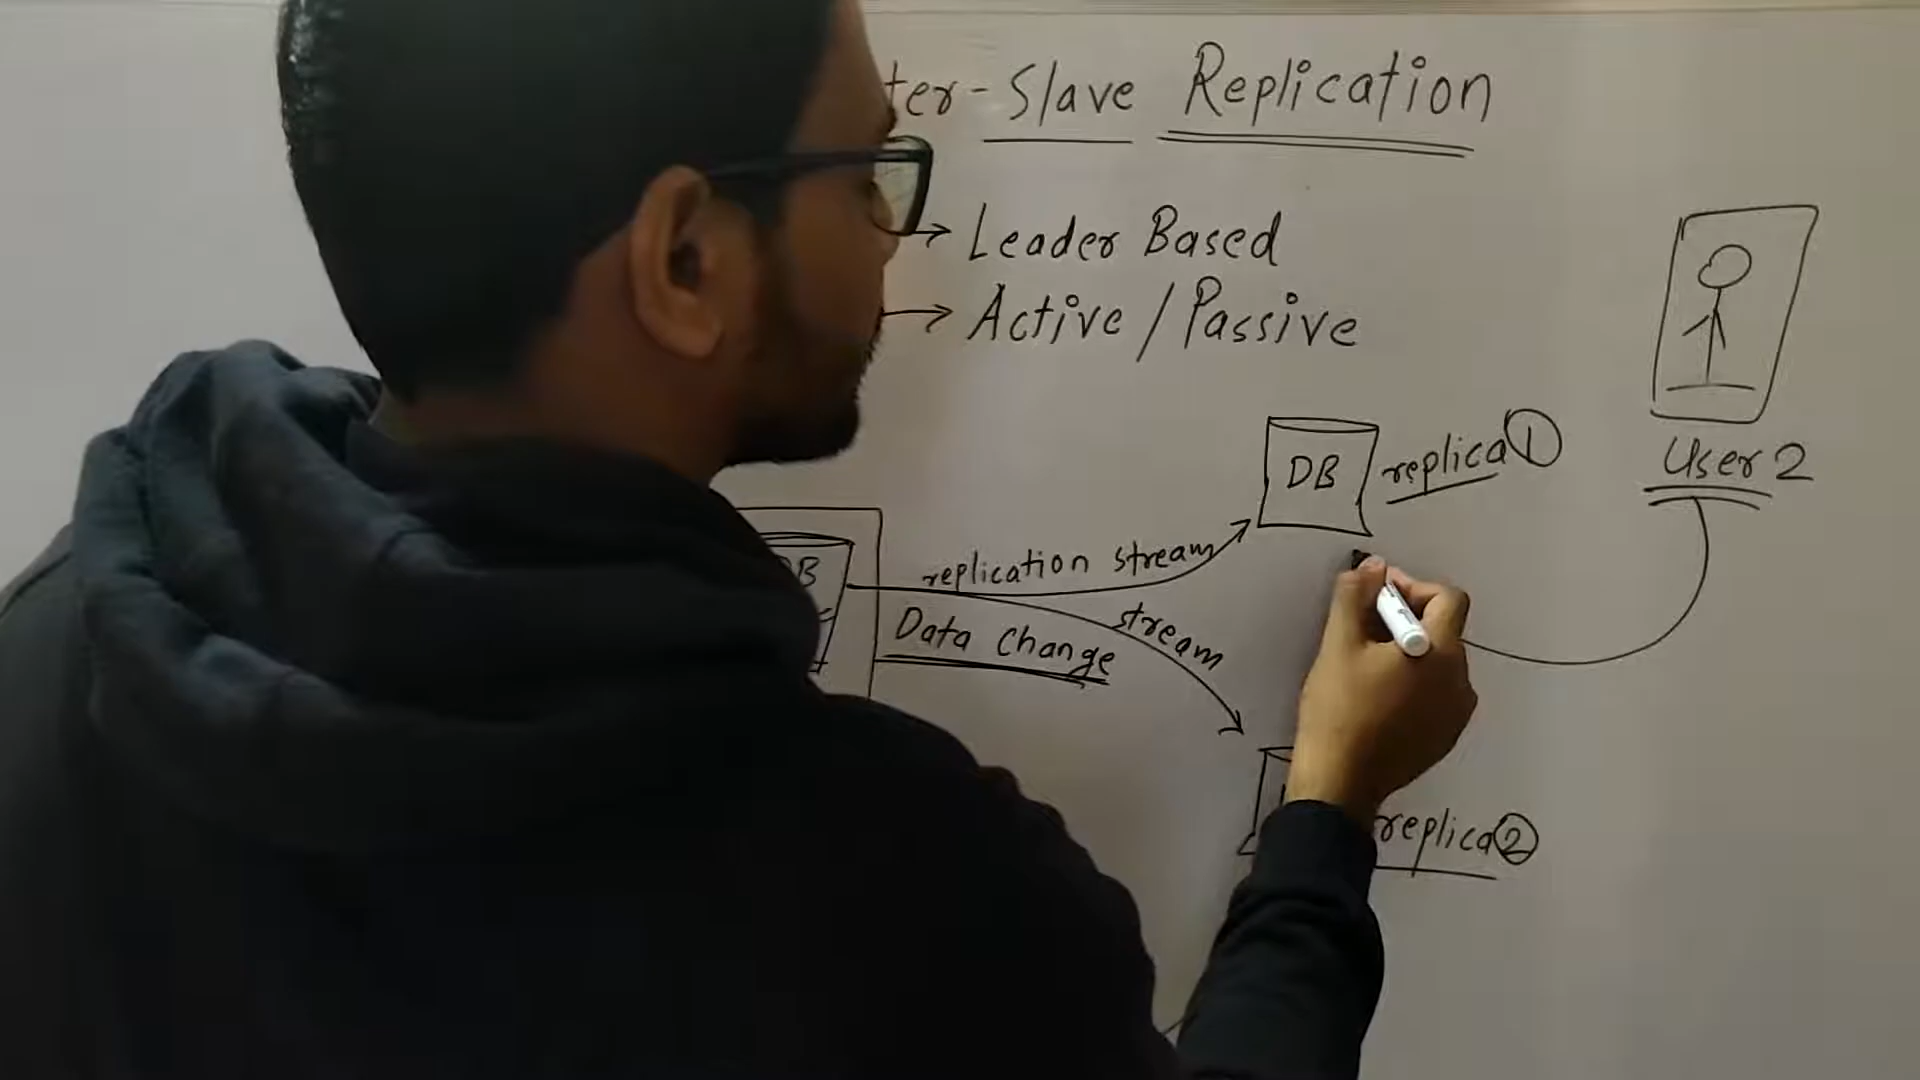 ter-Slave Replication
→ Leader Based
→ Active / Passive
DB replica 1
User 2
replication stream
stream
Data Change
replica 2